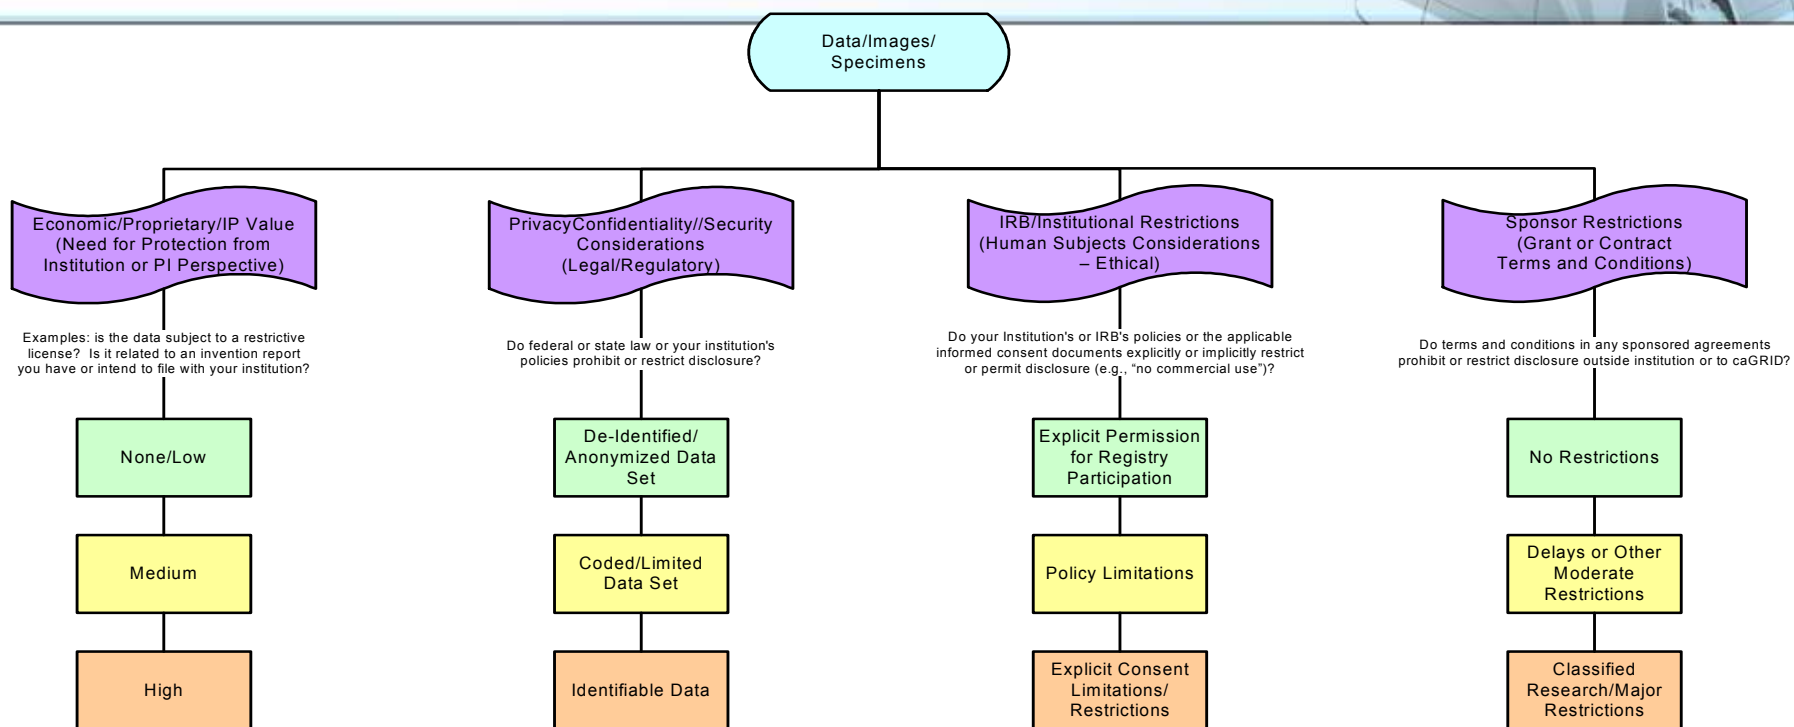 Data/Images/
Specimens
Economic/Proprietary/IP Value
(Need for Protection from
Institution or PI Perspective)
PrivacyConfidentiality//Security
Considerations
(Legal/Regulatory)
IRB/Institutional Restrictions
(Human Subjects Considerations
– Ethical)
Sponsor Restrictions
(Grant or Contract
Terms and Conditions)
Examples: is the data subject to a restrictive
license? Is it related to an invention report
you have or intend to file with your institution?
Do federal or state law or your institution's
policies prohibit or restrict disclosure?
Do your Institution's or IRB's policies or the applicable
informed consent documents explicitly or implicitly restrict
or permit disclosure (e.g., “no commercial use”)?
Do terms and conditions in any sponsored agreements
prohibit or restrict disclosure outside institution or to caGRID?
None/Low
De-Identified/
Anonymized Data
Set
Explicit Permission
for Registry
Participation
No Restrictions
Medium
Coded/Limited
Data Set
Policy Limitations
Delays or Other
Moderate
Restrictions
High
Identifiable Data
Explicit Consent
Limitations/
Restrictions
Classified
Research/Major
Restrictions